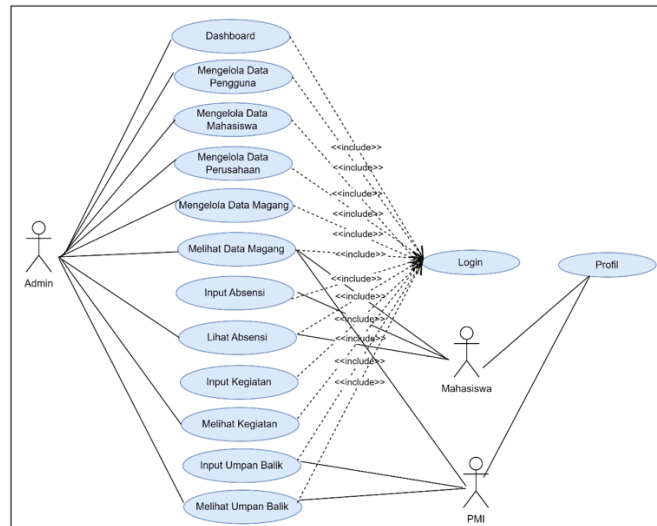 Dashboard
Mengelola Data
Pengguna
Mengelola Data
Mahasiswa
Mengelola Data
Perusahaan
Mengelola Data Magang
Melihat Data Magang
Input Absensi
Lihat Absensi
Input Kegiatan
Melihat Kegiatan
Input Umpan Balik
Melihat Umpan Balik
Admin
<<include>>
<<include>>
<<include>>
<<include>>
<<include>>
<<include>>
<<include>>
<<include>>
<<include>>
<<include>>
<<include>>
<<include>>
Login
Profil
Mahasiswa
PMI